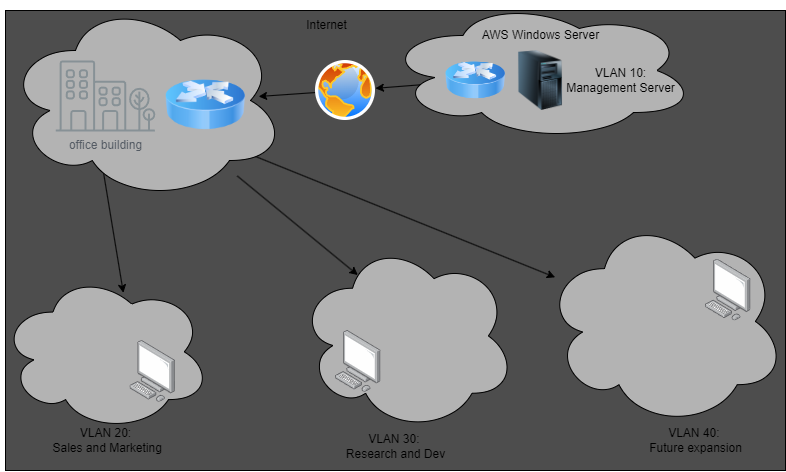 Internet
AWS Windows Server
VLAN 10:
Management Server
office building
VLAN 20:
Sales and Marketing
VLAN 30:
Research and Dev
VLAN 40:
Future expansion